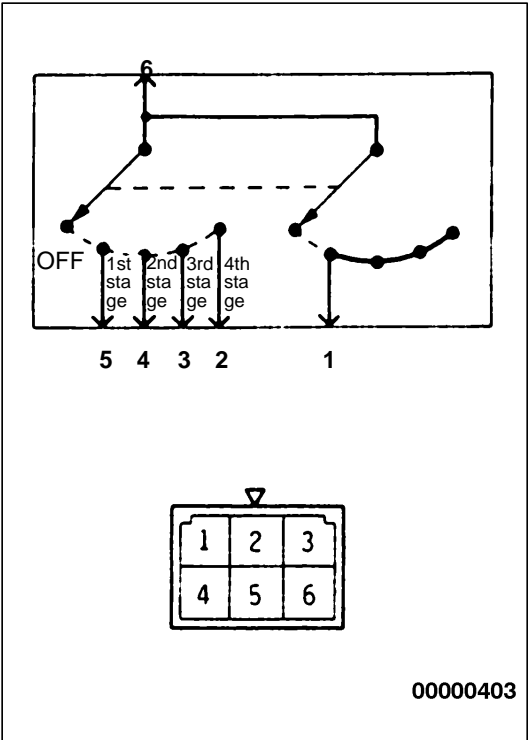 6
OFF
1st 2nd 3rd 4th
sta sta sta sta
ge ge ge ge
5 4 3 2 1
1 2 3
4 5 6
00000403